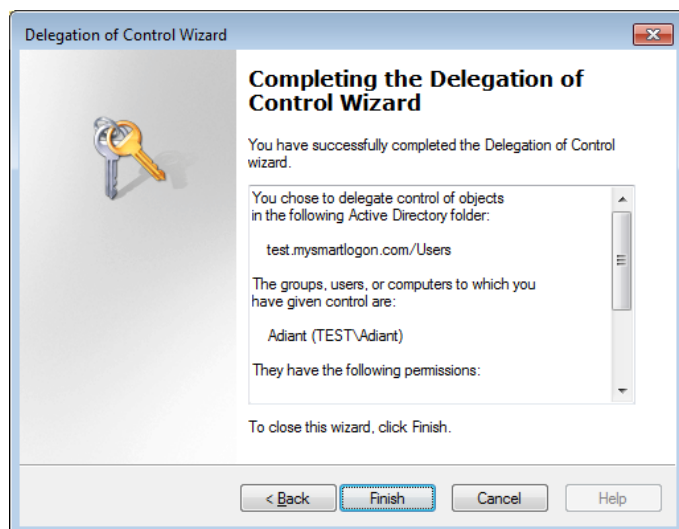 Delegation of Control Wizard
Completing the Delegation of
Control Wizard
You have successfully completed the Delegation of Control
wizard.
You chose to delegate control of objects
in the following Active Directory folder:
test.mysmartlogon.com/Users
The groups, users, or computers to which you
have given control are:
Adiant (TEST\Adiant)
They have the following permissions:
To close this wizard, click Finish.
< Back
Finish
Cancel
Help